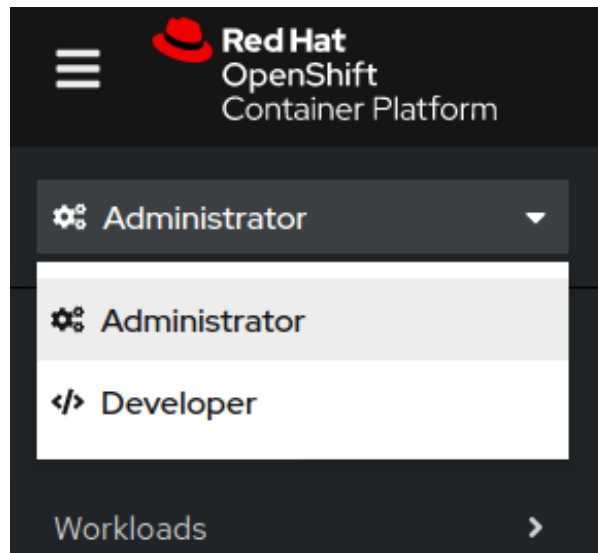 Red Hat
OpenShift
Container Platform
Administrator
Administrator
Developer
Workloads